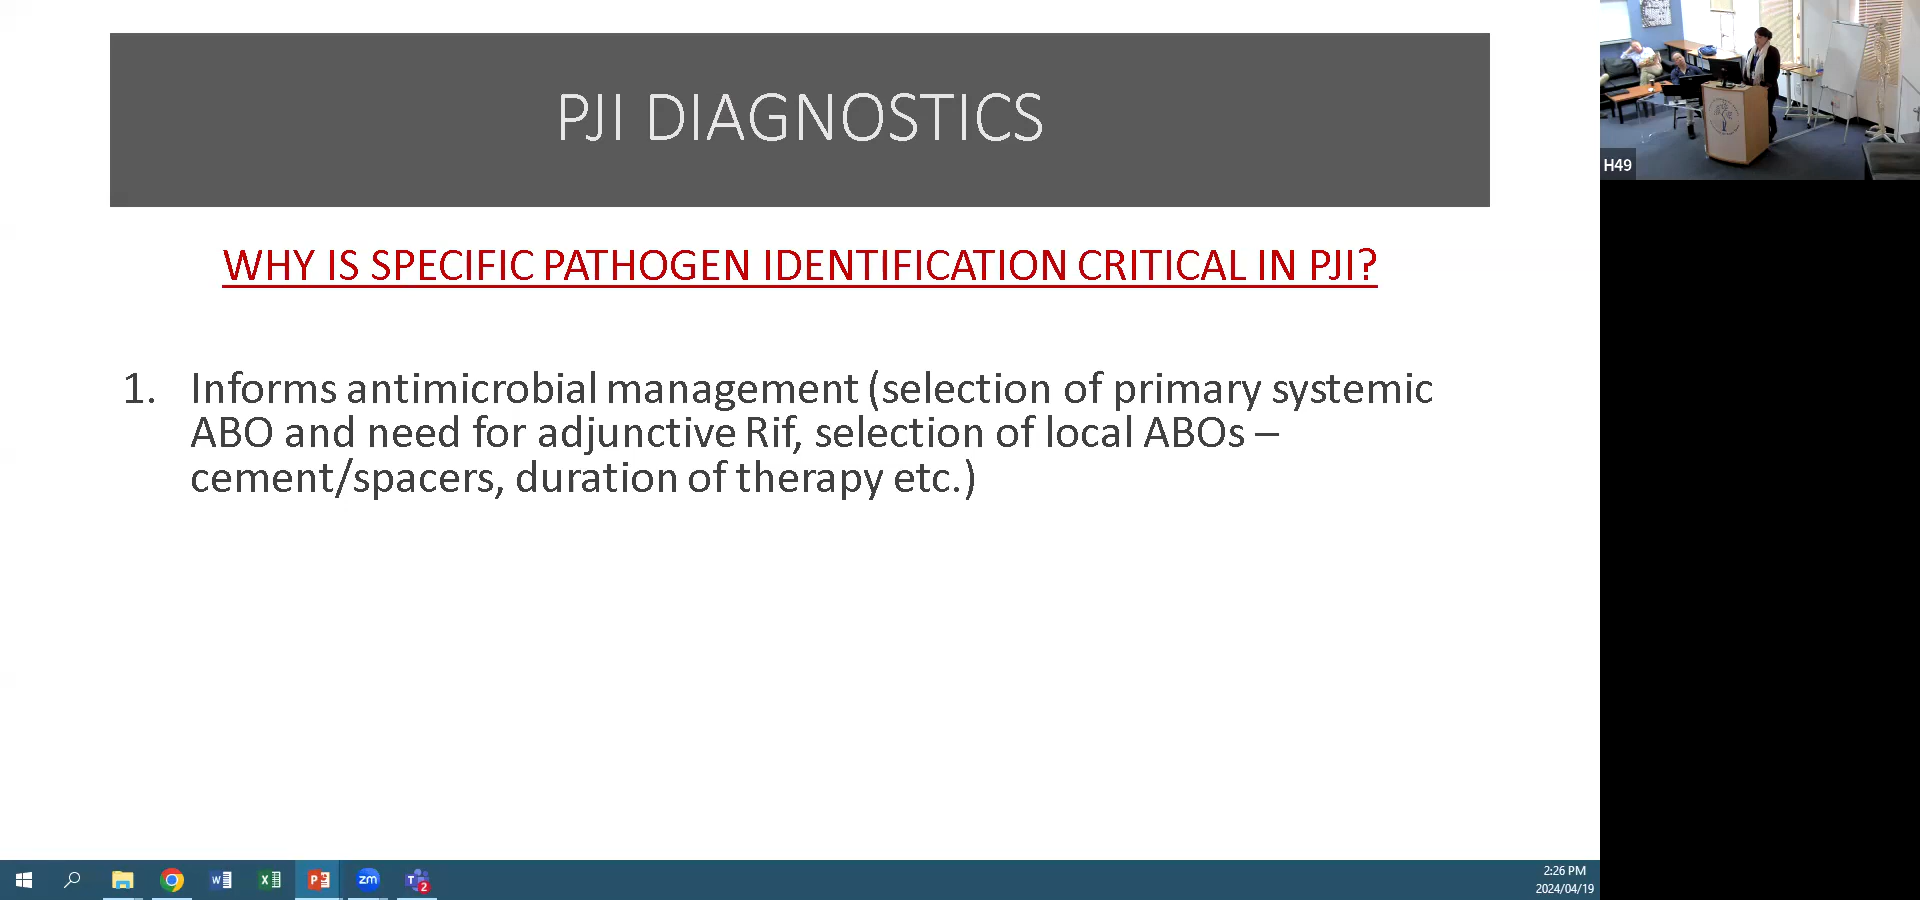 PJI DIAGNOSTICS
WHY IS SPECIFIC PATHOGEN IDENTIFICATION CRITICAL IN PJI?
1. Informs antimicrobial management (selection of primary systemic
ABO and need for adjunctive Rif, selection of local ABOs –
cement/spacers, duration of therapy etc.)
H49
2:26 PM
2024/04/19
zm
2